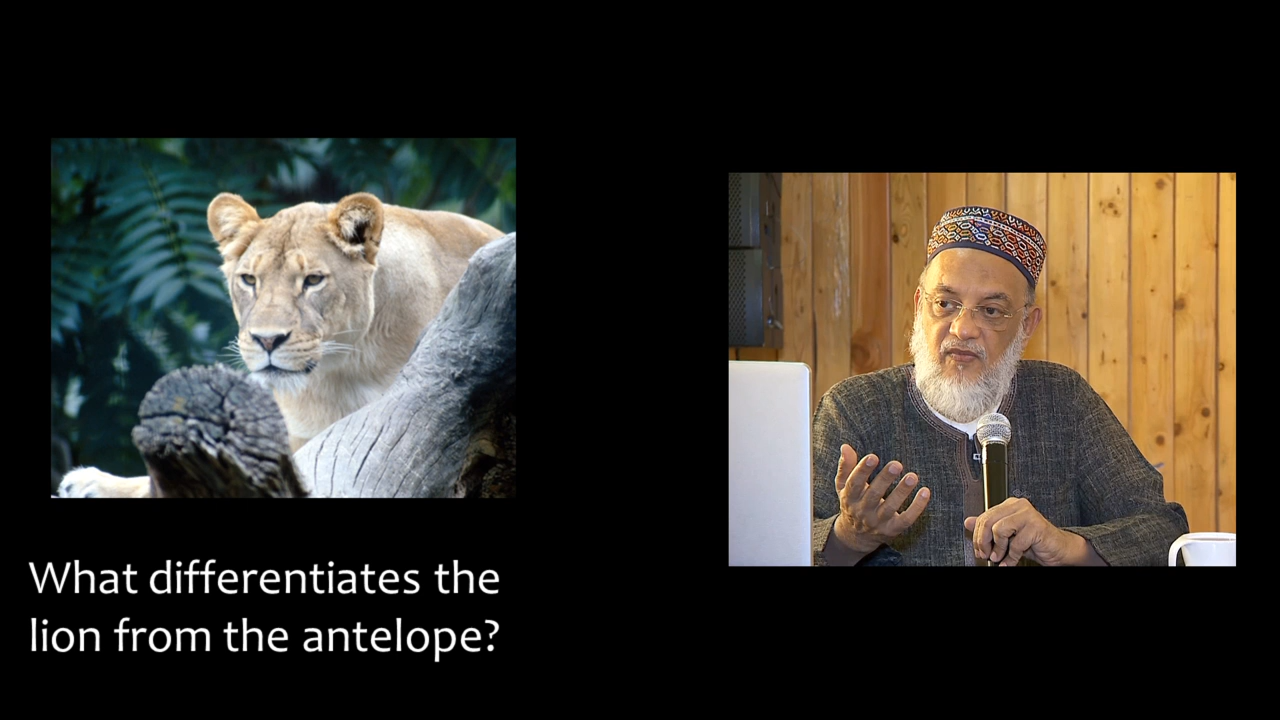 What differentiates the
lion from the antelope?